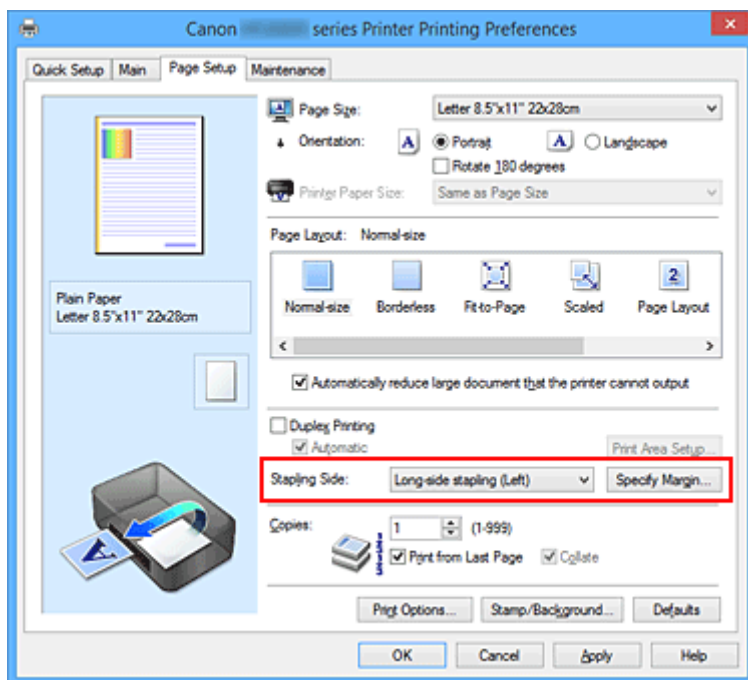 Canon series Printer Printing Preferences
Quick Setup Main Page Setup Maintenance
Page Size: Letter 8.5"x11" 22x28cm
Orientation: A Portrait A Landscape
Rotate 180 degrees
Printer Paper Size: Same as Page Size
Page Layout: Normal-size
2
Normal-size Borderless Fit-to-Page Scaled Page Layout
Plain Paper
Letter 8.5"x11" 22x28cm
Automatically reduce large document that the printer cannot output
Duplex Printing
Automatic Print Area Setup...
Stapling Side: Long-side stapling (Left) Specify Margin...
Copies: 1 (1-999)
Print from Last Page Collate
A
Print Options... Stamp/Background... Defaults
OK Cancel Apply Help